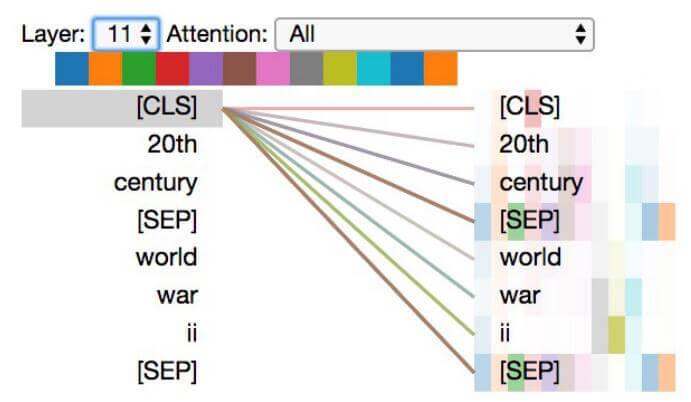 Layer: 11 Attention: All
[CLS] [CLS]
20th 20th
century century
[SEP] [SEP]
world world
war war
ii ii
[SEP] [SEP]